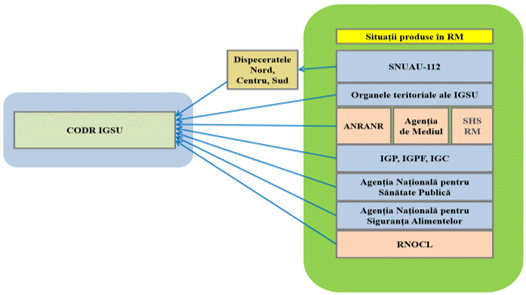 Situații produse în RM
Dispeceratele
Nord,
Centru, Sud
SNUAU-112
Organele teritoriale ale IGSU
CODR IGSU
ANRANR
Agenția
de Mediul
SHS
RM
IGP, IGPF, IGC
Agenția Națională pentru
Sănătate Publică
Agenția Națională pentru
Siguranța Alimentelor
RNOCL